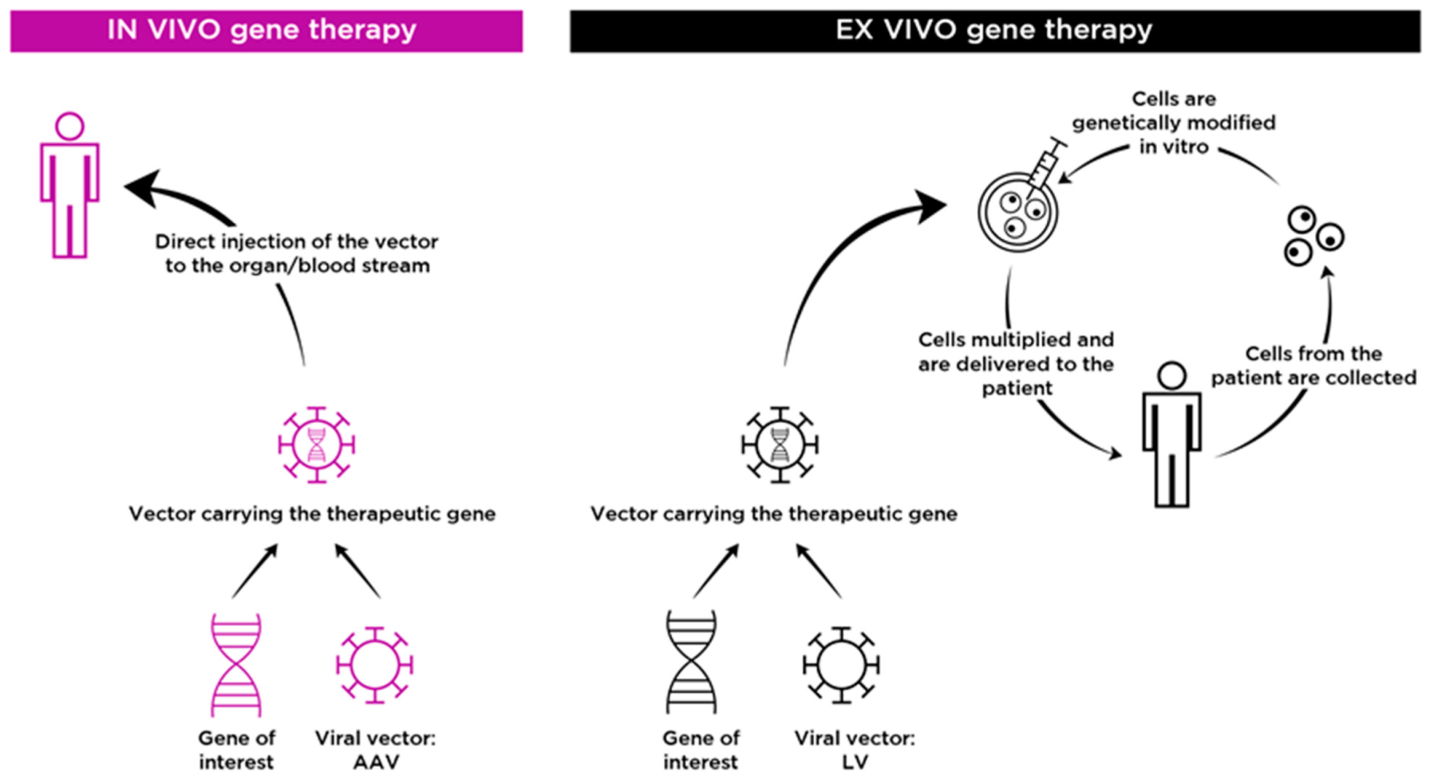 IN VIVO gene therapy
Direct injection of the vector
to the organ/blood stream
Vector carrying the therapeutic gene
Gene of
interest
Viral vector:
AAV
EX VIVO gene therapy
Cells are
genetically modified
in vitro
Cells multiplied and
are delivered to the
patient
Cells from the
patient are collected
Vector carrying the therapeutic gene
Gene of
interest
Viral vector:
LV